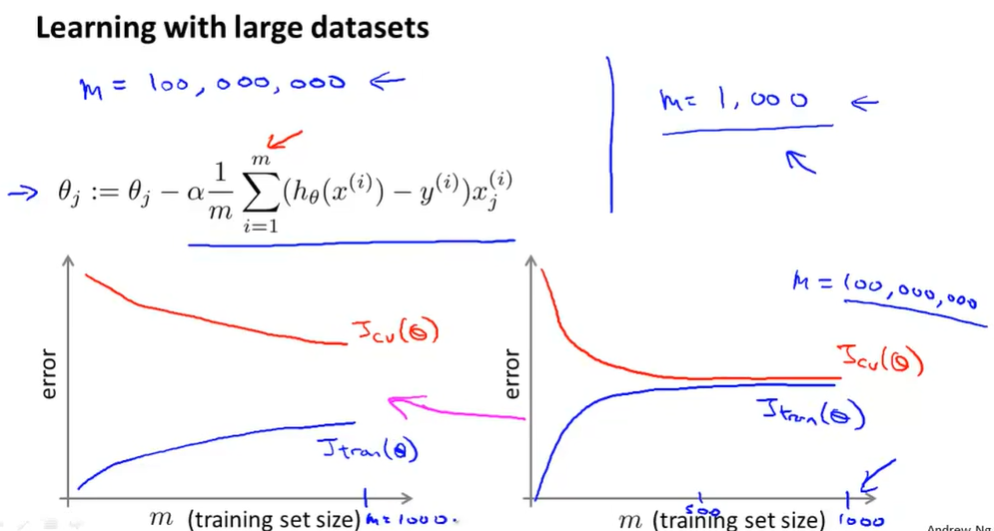 Learning with large datasets
m = 100,000,000 ←
m = 1,000 ←
→ θj := θj − α 1/m ∑_{i=1}^{m} (hθ(x^(i)) − y^(i)) xj^(i)
M = 100,000,000
error
Jcv(θ)
Jtrain(θ)
m (training set size) m=1000.
error
Jcv(θ)
Jtrain(θ)
500
1000
m (training set size)
Andrew Ng